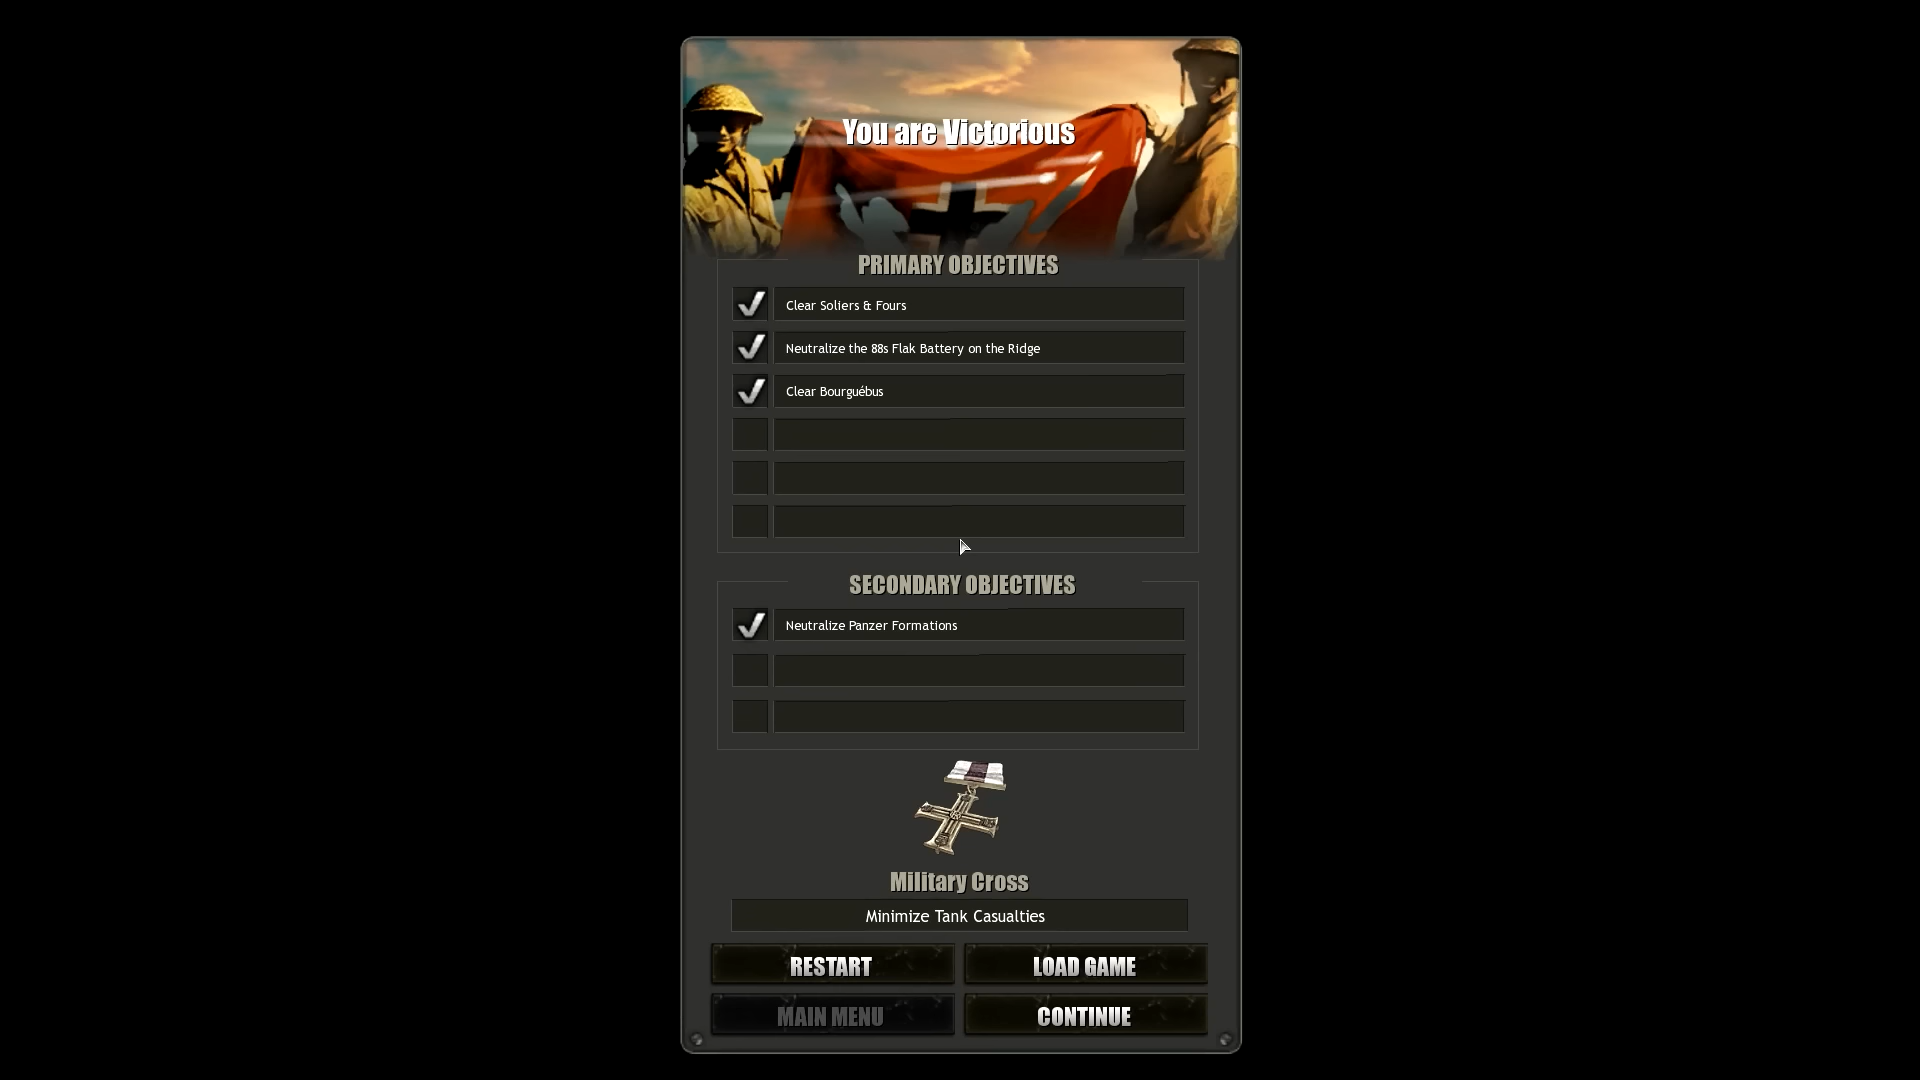 You are Victorious
PRIMARY OBJECTIVES
Clear Soliers & Fours
Neutralize the 88s Flak Battery on the Ridge
Clear Bourguébus
SECONDARY OBJECTIVES
Neutralize Panzer Formations
Military Cross
Minimize Tank Casualties
RESTART
LOAD GAME
MAIN MENU
CONTINUE